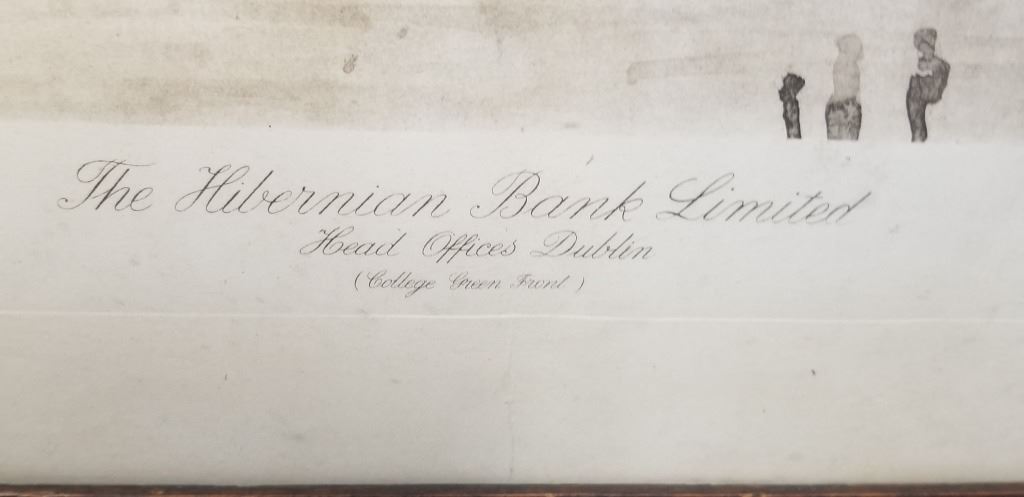 The Hibernian Bank Limited
Head Offices Dublin
(College Green Front)